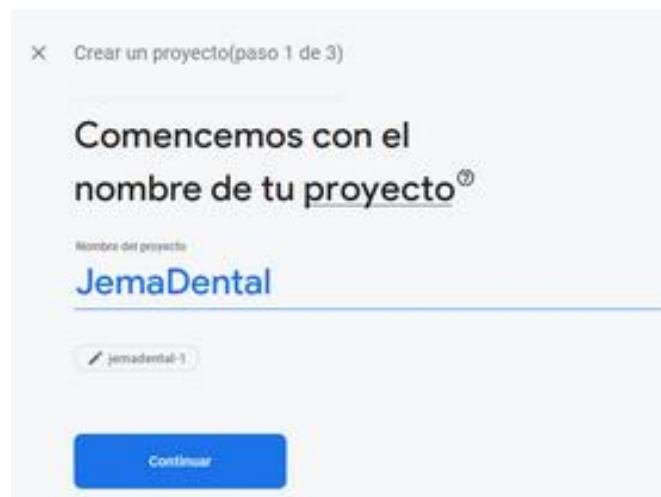 Crear un proyecto(paso 1 de 3)
Comencemos con el
nombre de tu proyecto
Nombre del proyecto
JemaDental
jemadental-1
Continuar